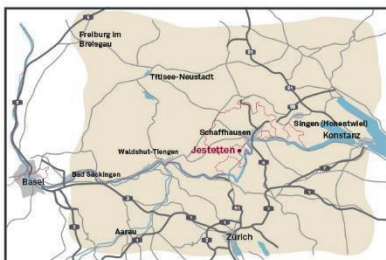 Freiburg im
Breisgau
Titisee-Neustadt
Singen (Hohentwiel)
Schaffhausen
Konstanz
Jestetten
Waldshut-Tiengen
Bad Säckingen
Basel
Aarau
Zürich